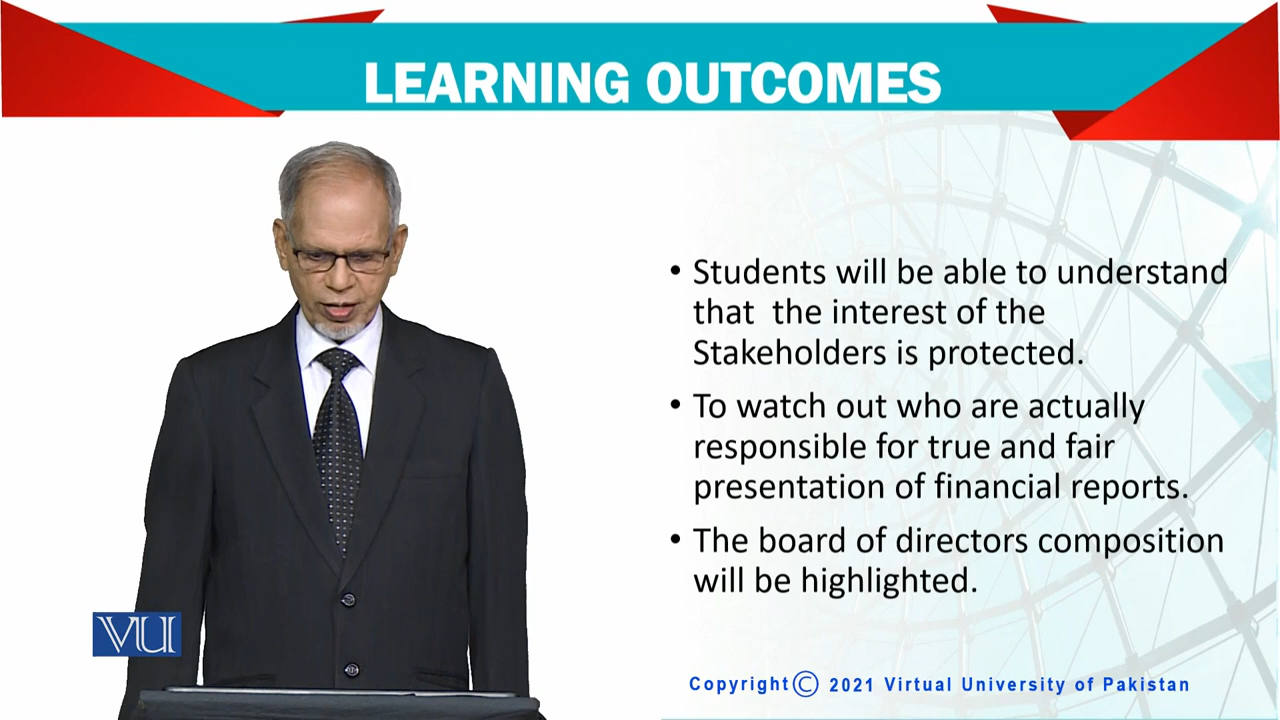 LEARNING OUTCOMES
• Students will be able to understand
that  the interest of the
Stakeholders is protected.
• To watch out who are actually
responsible for true and fair
presentation of financial reports.
• The board of directors composition
will be highlighted.
VU
Copyright © 2021 Virtual University of Pakistan